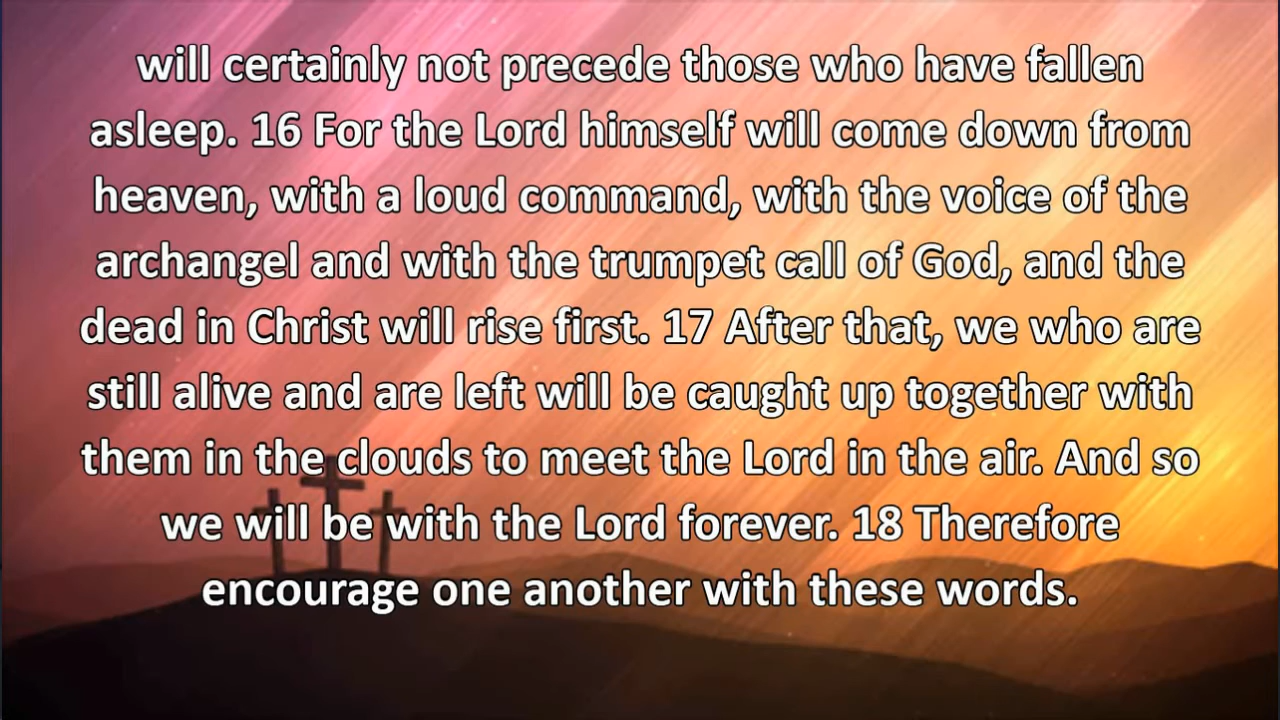 will certainly not precede those who have fallen
asleep. 16 For the Lord himself will come down from
heaven, with a loud command, with the voice of the
archangel and with the trumpet call of God, and the
dead in Christ will rise first. 17 After that, we who are
still alive and are left will be caught up together with
them in the clouds to meet the Lord in the air. And so
we will be with the Lord forever. 18 Therefore
encourage one another with these words.